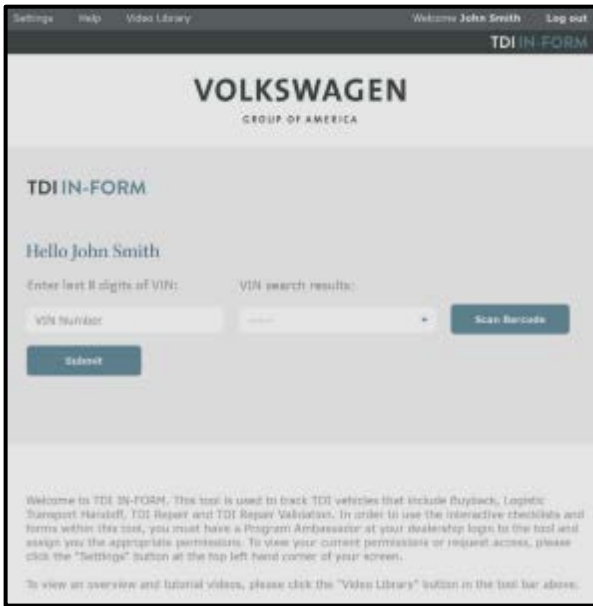 Settings Help Video Library Welcome John Smith Log out
TDI IN-FORM
VOLKSWAGEN
GROUP OF AMERICA
TDI IN-FORM
Hello John Smith
Enter last 8 digits of VIN: VIN search results:
VIN Number ----- Scan Barcode
Submit
Welcome to TDI IN-FORM. This tool is used to track TDI vehicles that include Buyback, Logistic
Transport Handoff, TDI Repair and TDI Repair Validation. In order to use the interactive checklists and
forms within this tool, you must have a Program Ambassador at your dealership login to the tool and
assign you the appropriate permissions. To view your current permissions or request access, please
click the "Settings" button at the top left hand corner of your screen.
To view an overview and tutorial videos, please click the "Video Library" button in the tool bar above.